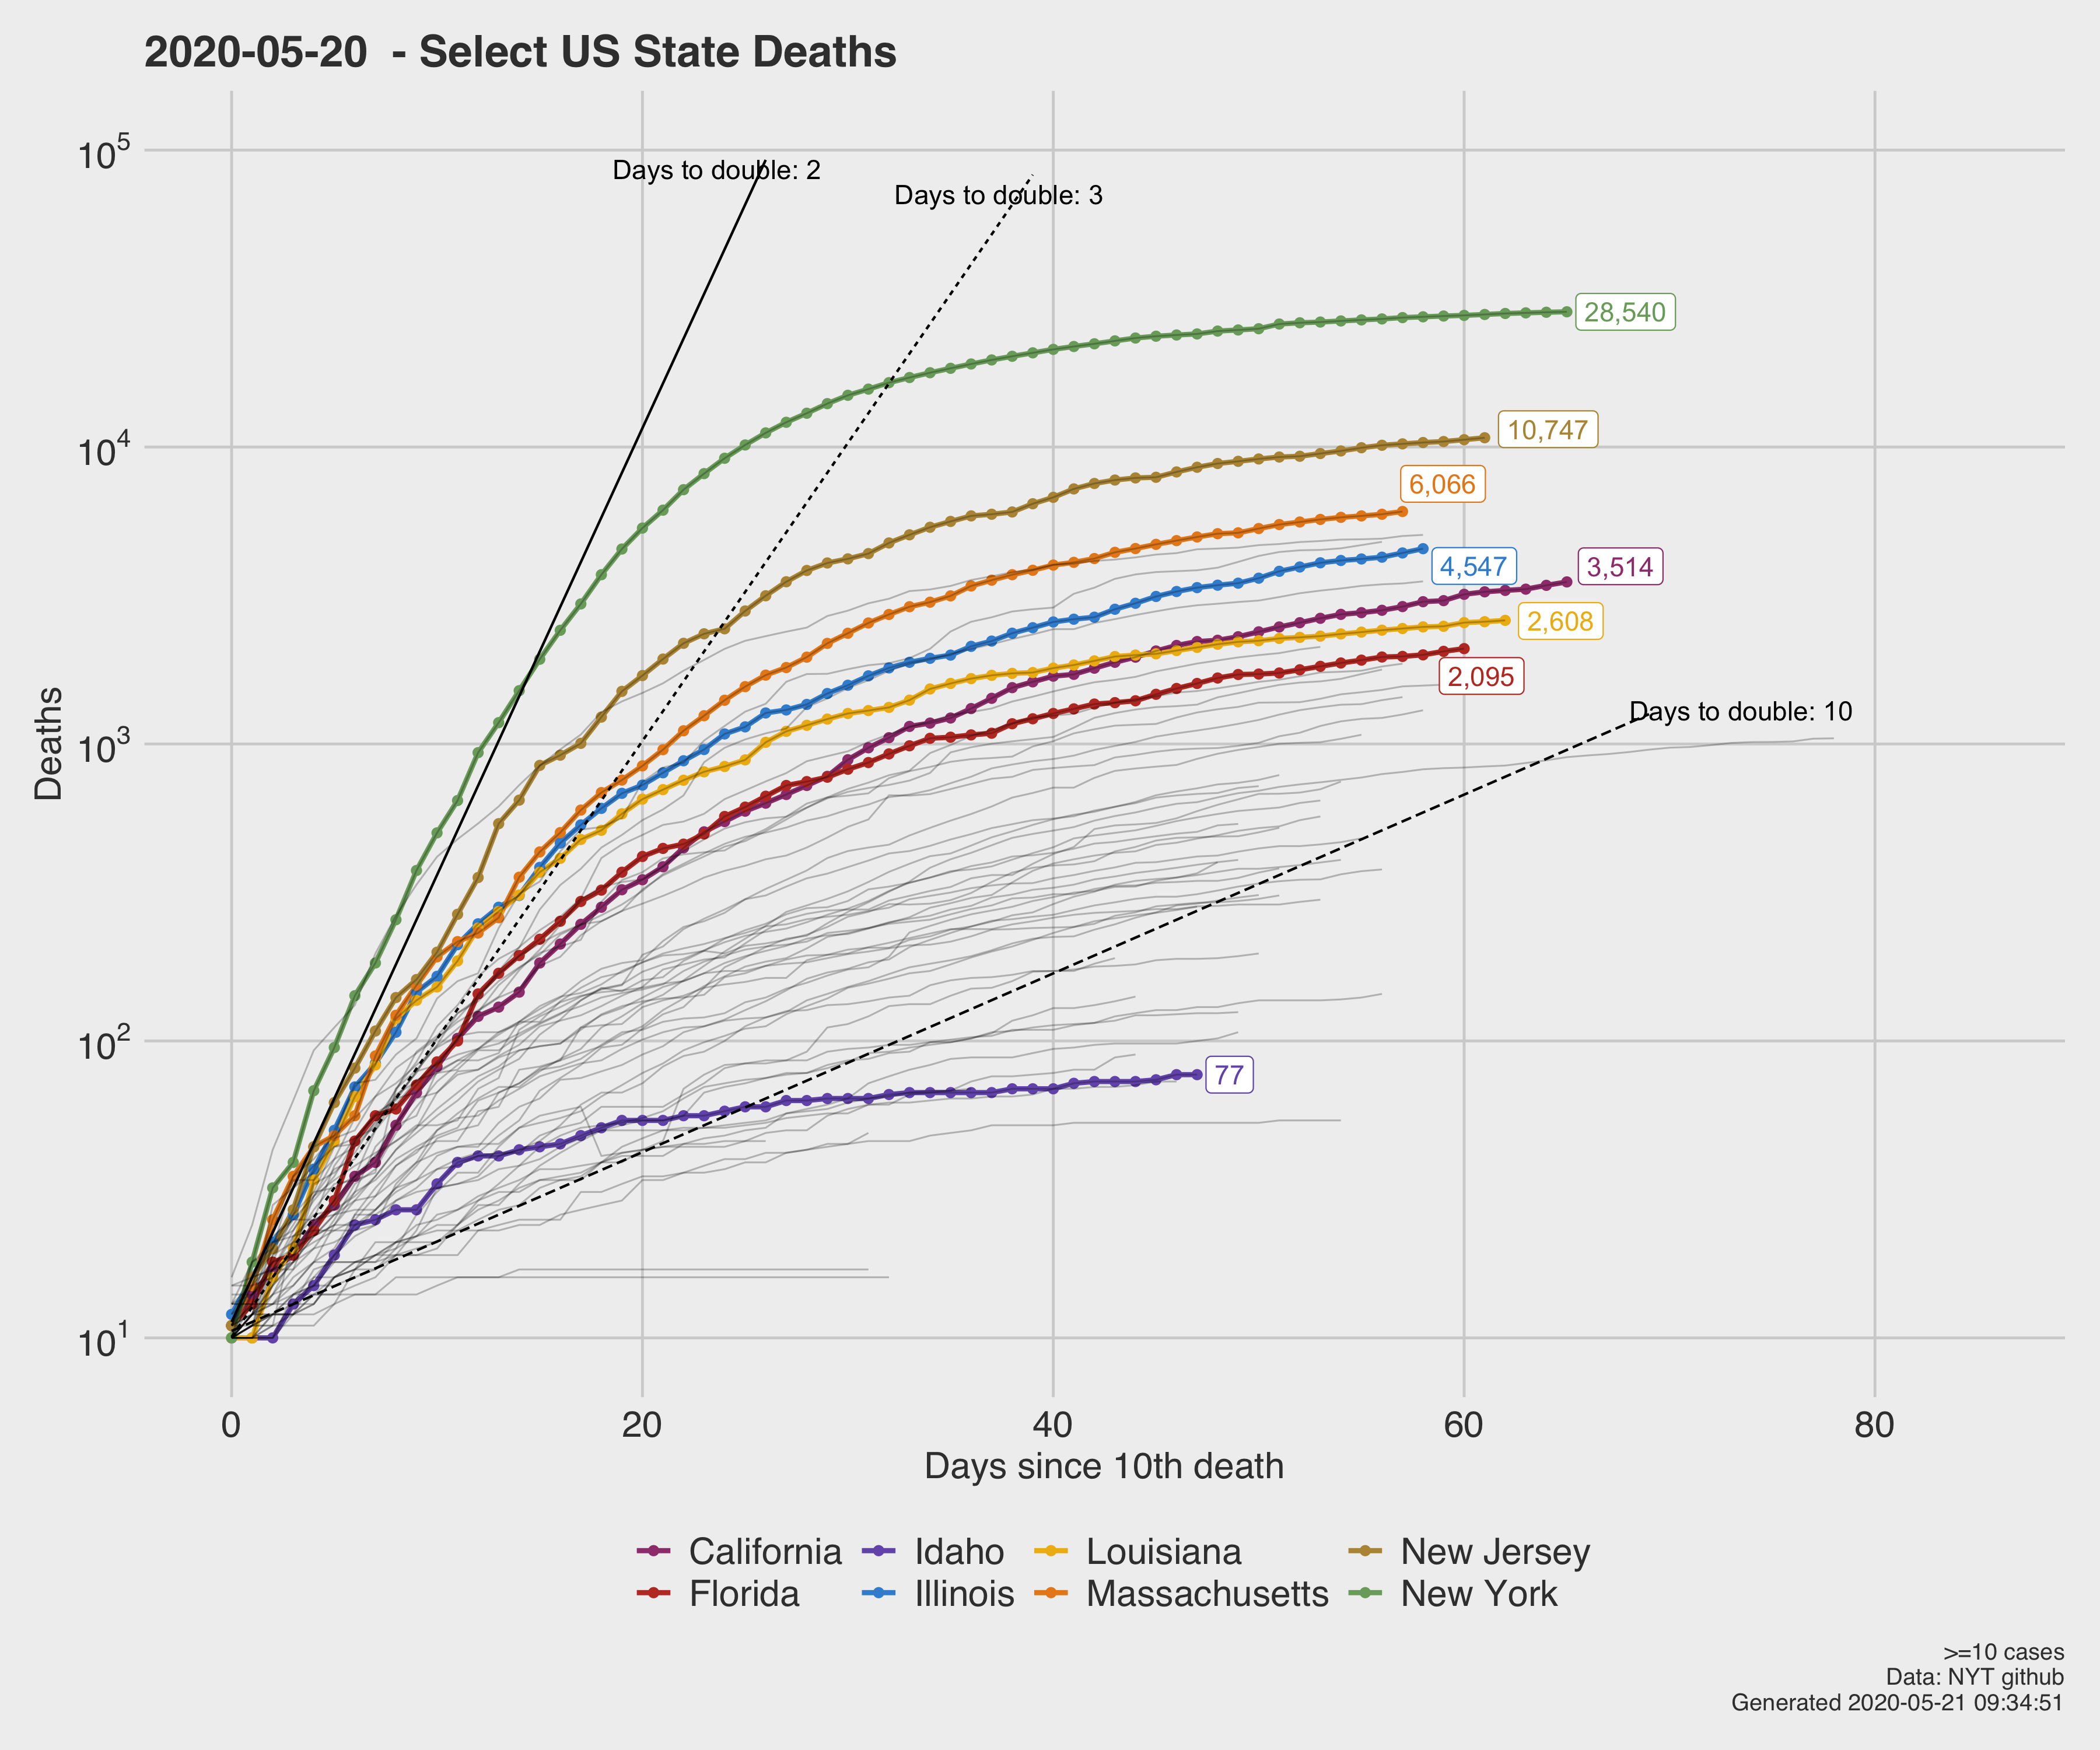 2020-05-20  - Select US State Deaths
10^5
Days to double: 2
Days to double: 3
28,540
10^4
10,747
6,066
4,547
3,514
2,608
2,095
Days to double: 10
10^3
Deaths
10^2
77
10^1
0 20 40 60 80
Days since 10th death
California Idaho Louisiana New Jersey
Florida Illinois Massachusetts New York
>=10 cases
Data: NYT github
Generated 2020-05-21 09:34:51